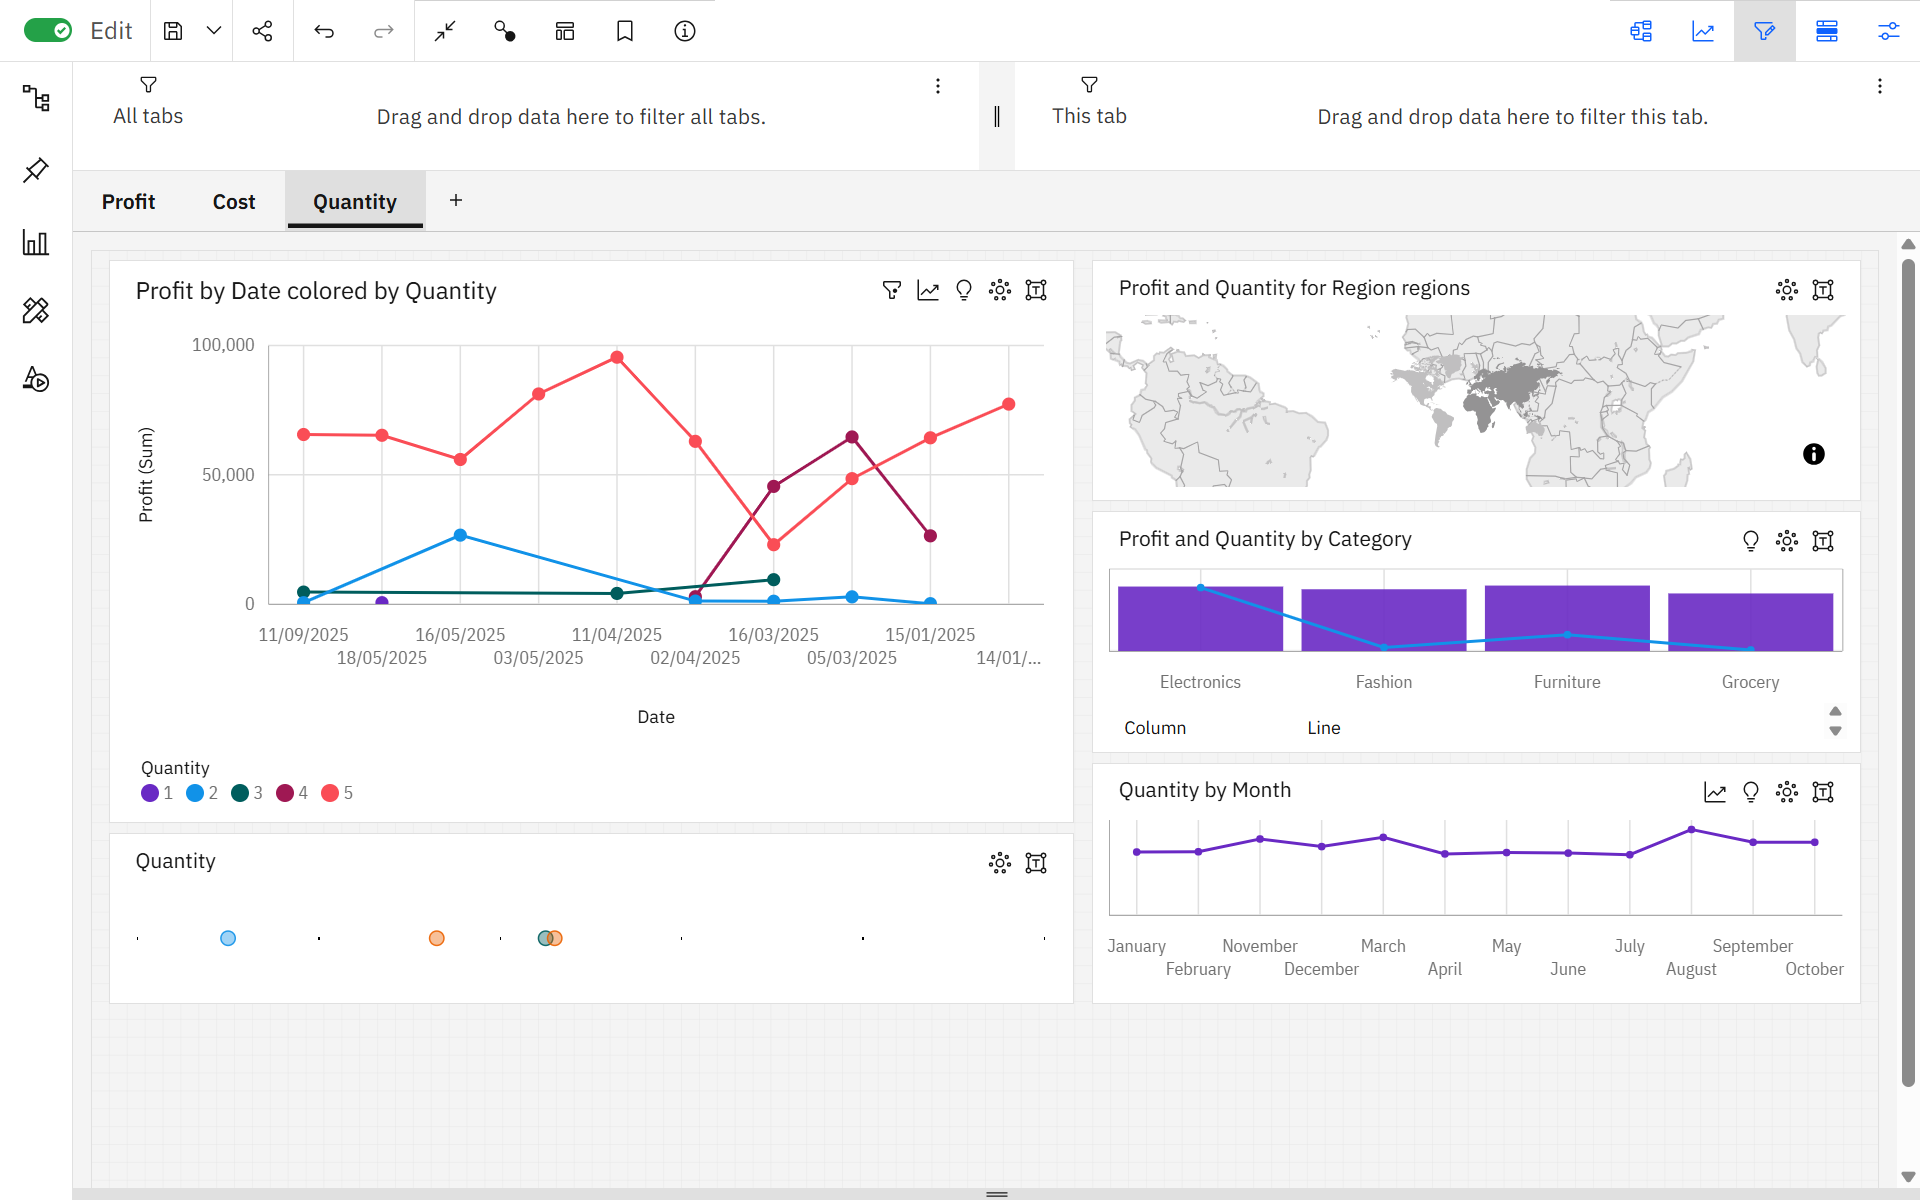 Edit
All tabs
Drag and drop data here to filter all tabs.
This tab
Drag and drop data here to filter this tab.
Profit
Cost
Quantity
+
Profit by Date colored by Quantity
100,000
50,000
0
Profit (Sum)
11/09/2025
16/05/2025
11/04/2025
16/03/2025
15/01/2025
18/05/2025
03/05/2025
02/04/2025
05/03/2025
14/01/...
Date
Quantity
1
2
3
4
5
Quantity
Profit and Quantity for Region regions
Profit and Quantity by Category
Electronics
Fashion
Furniture
Grocery
Column
Line
Quantity by Month
January
November
March
May
July
September
February
December
April
June
August
October